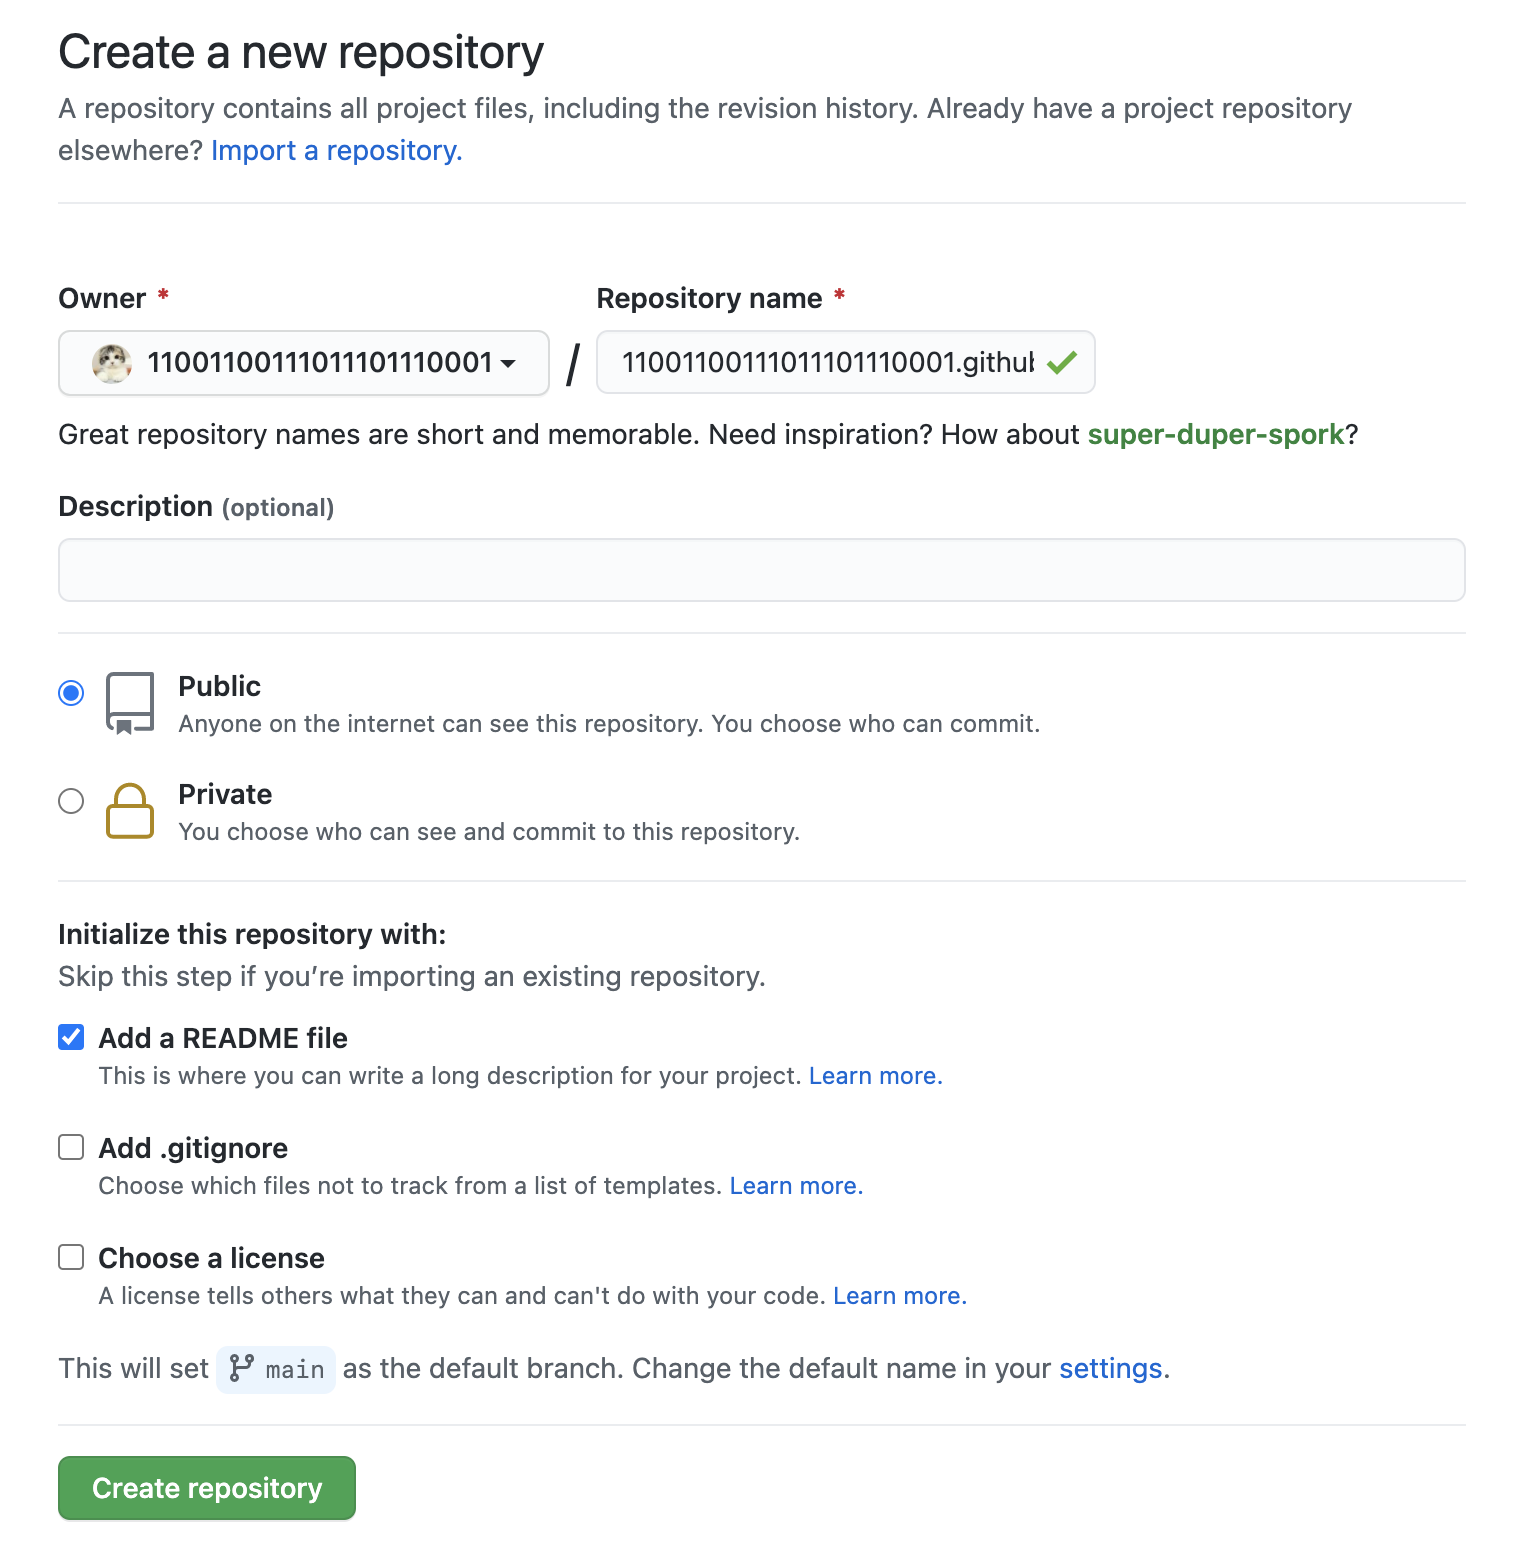 Create a new repository
A repository contains all project files, including the revision history. Already have a project repository
elsewhere? Import a repository.
Owner *
Repository name *
11001100111011101110001
/
11001100111011101110001.github
Great repository names are short and memorable. Need inspiration? How about super-duper-spork?
Description (optional)
Public
Anyone on the internet can see this repository. You choose who can commit.
Private
You choose who can see and commit to this repository.
Initialize this repository with:
Skip this step if you’re importing an existing repository.
Add a README file
This is where you can write a long description for your project. Learn more.
Add .gitignore
Choose which files not to track from a list of templates. Learn more.
Choose a license
A license tells others what they can and can't do with your code. Learn more.
This will set main as the default branch. Change the default name in your settings.
Create repository